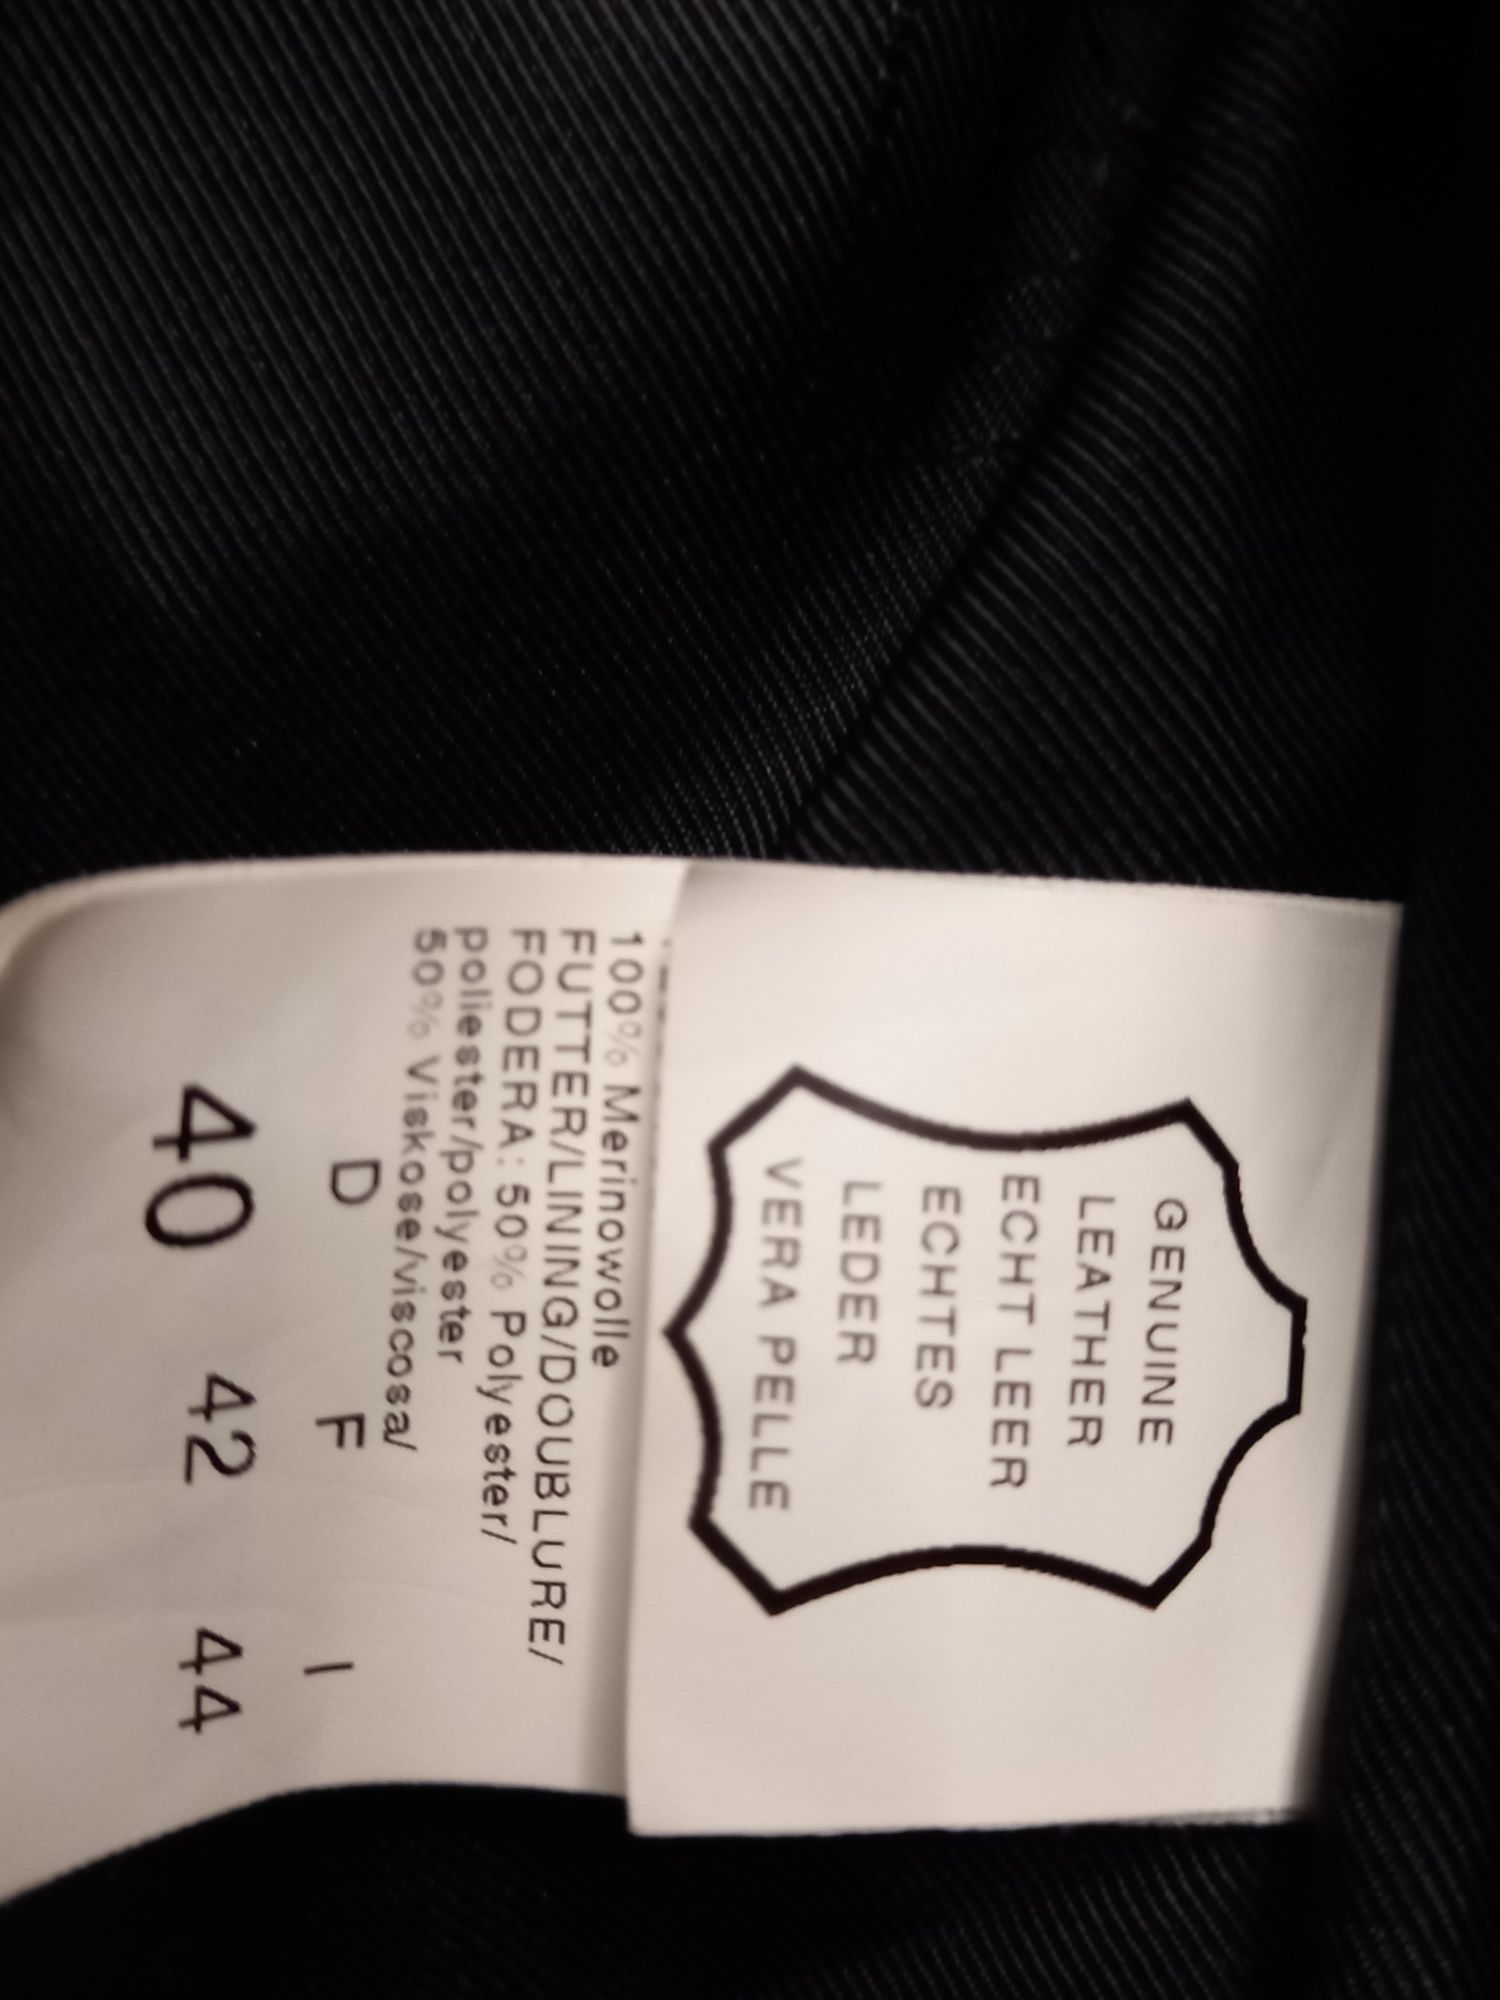 GENUINE
LEATHER
ECHT LEER
ECHTES
LEDER
VERA PELLE
100% Merinowolle
FUTTER/LINING/DOUBLURE/
FODERA: 50% Polyester/
poliester/polyester
50% Viskose/viscosa/
D F I
40 42 44